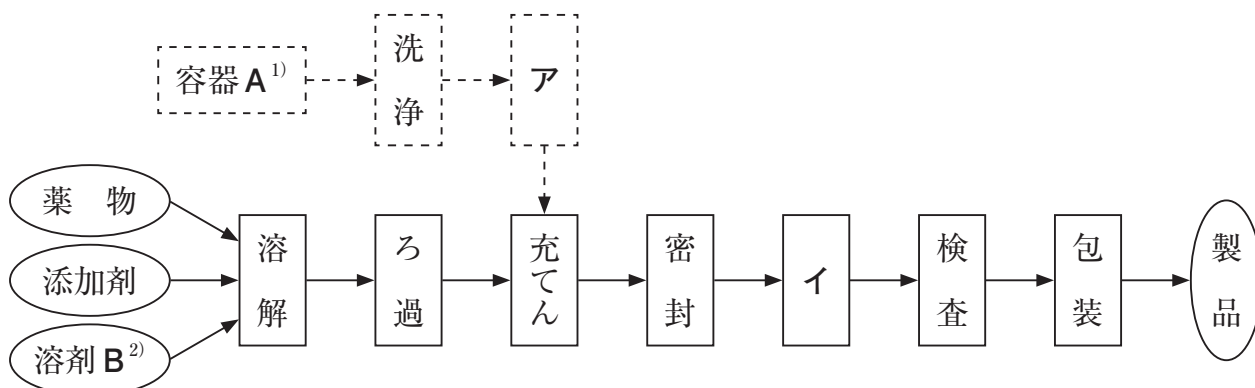 容器A1)
洗浄
ア
薬物
添加剤
溶剤B2)
溶解
ろ過
充てん
密封
イ
検査
包装
製品